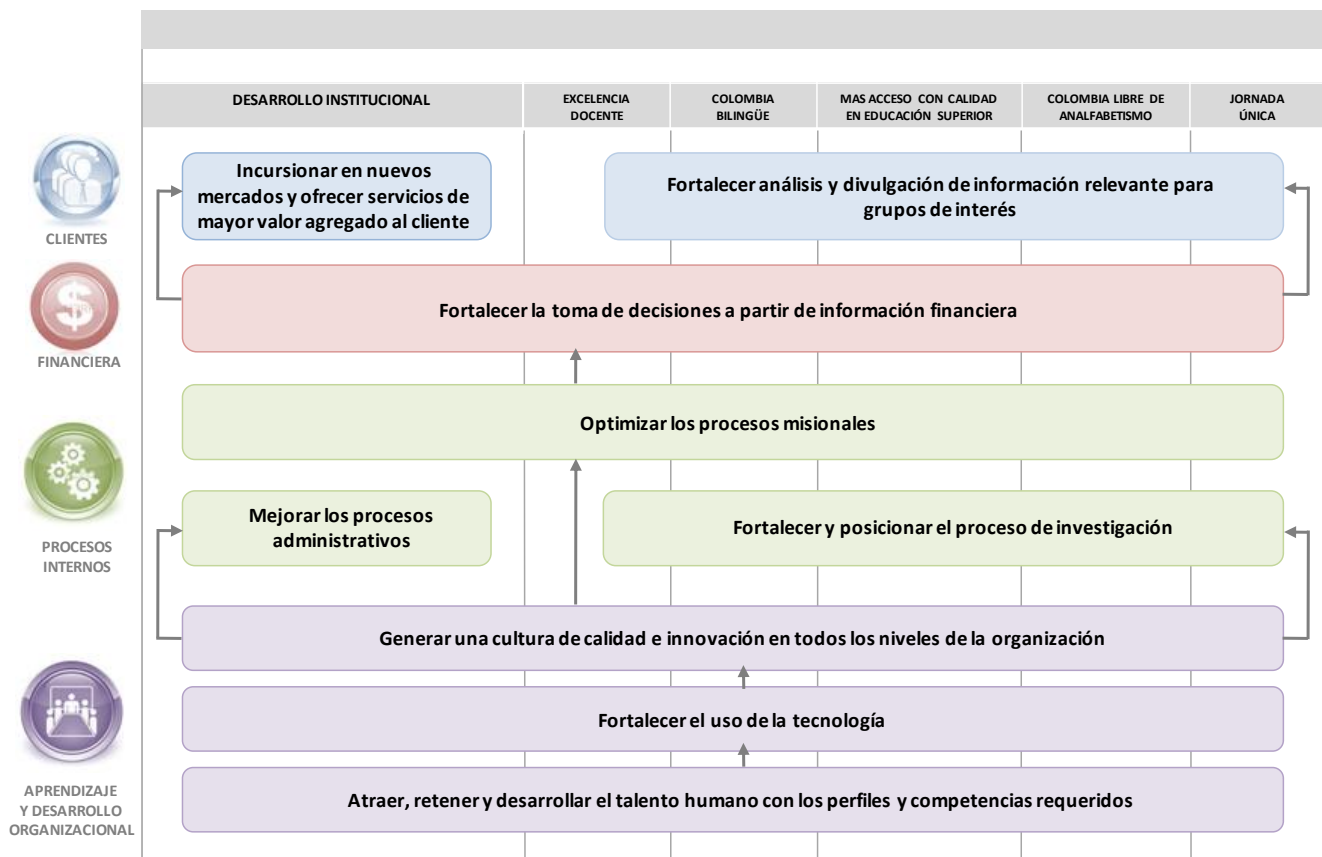 DESARROLLO INSTITUCIONAL
EXCELENCIA
DOCENTE
COLOMBIA
BILINGÜE
MAS ACCESO CON CALIDAD
EN EDUCACIÓN SUPERIOR
COLOMBIA LIBRE DE
ANALFABETISMO
JORNADA
ÚNICA
CLIENTES
Incursionar en nuevos
mercados y ofrecer servicios de
mayor valor agregado al cliente
Fortalecer análisis y divulgación de información relevante para
grupos de interés
FINANCIERA
Fortalecer la toma de decisiones a partir de información financiera
PROCESOS
INTERNOS
Optimizar los procesos misionales
Mejorar los procesos
administrativos
Fortalecer y posicionar el proceso de investigación
APRENDIZAJE
Y DESARROLLO
ORGANIZACIONAL
Generar una cultura de calidad e innovación en todos los niveles de la organización
Fortalecer el uso de la tecnología
Atraer, retener y desarrollar el talento humano con los perfiles y competencias requeridos